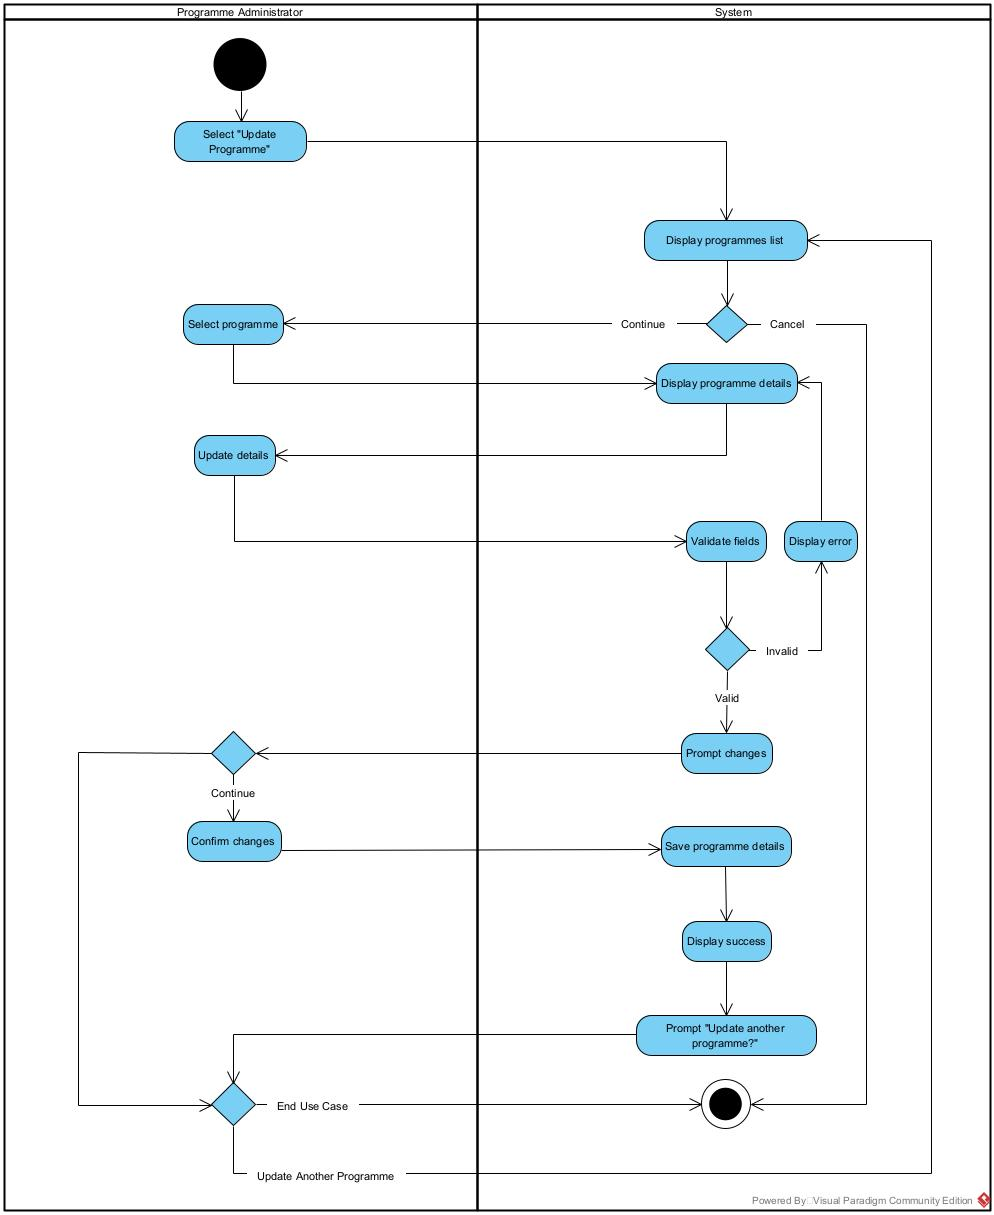 Programme Administrator
System
Select "Update
Programme"
Display programmes list
Select programme
Continue
Cancel
Display programme details
Update details
Validate fields
Display error
Invalid
Valid
Prompt changes
Continue
Confirm changes
Save programme details
Display success
Prompt "Update another
programme?"
End Use Case
Update Another Programme
Powered By Visual Paradigm Community Edition